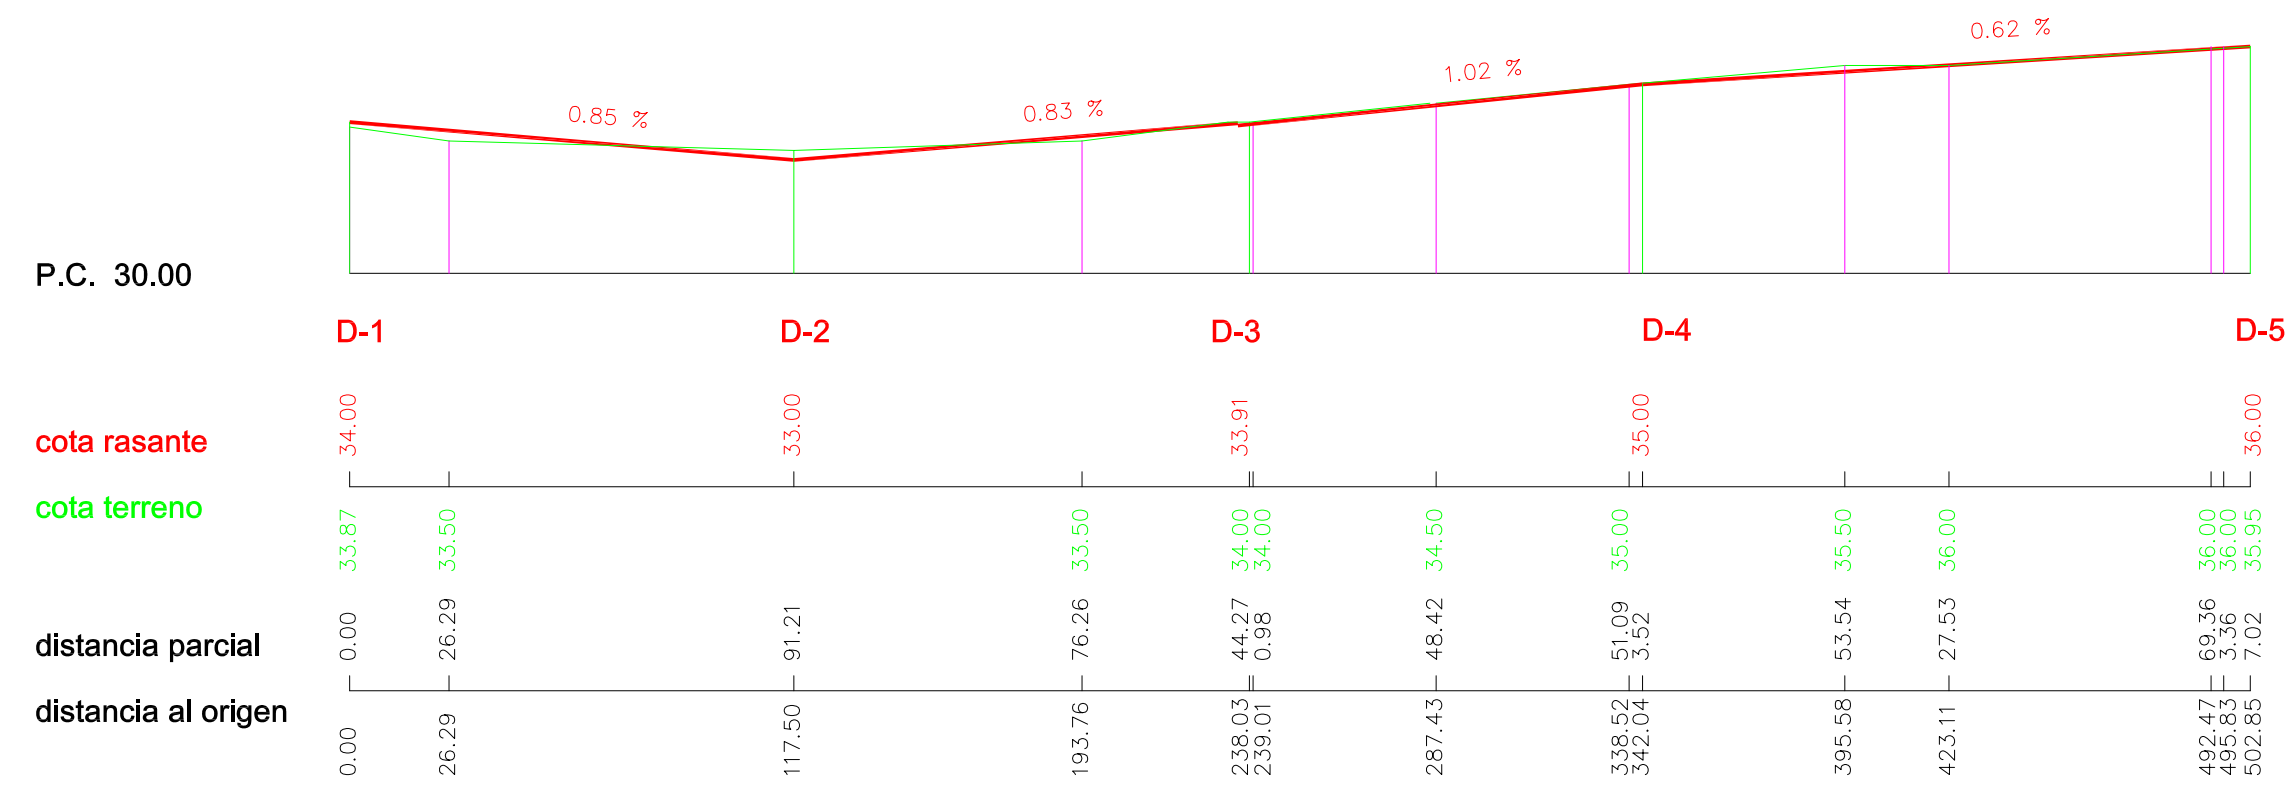 0.62 %
1.02 %
0.83 %
0.85 %
P.C. 30.00
D-1 D-2 D-3 D-4 D-5
cota rasante 34.00 33.00 33.91 35.00 36.00
cota terreno 33.87 33.50 33.50 34.00 34.00 34.50 35.00 35.50 36.00 36.00 36.00 35.95
distancia parcial 0.00 26.29 91.21 76.26 44.27 0.98 48.42 51.09 3.52 53.54 27.53 69.36 3.36 7.02
distancia al origen 0.00 26.29 117.50 193.76 238.03 239.01 287.43 338.52 342.04 395.58 423.11 492.47 495.83 502.85